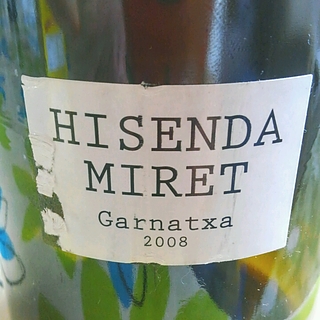 HISENDA
MIRET
Garnatxa
2008